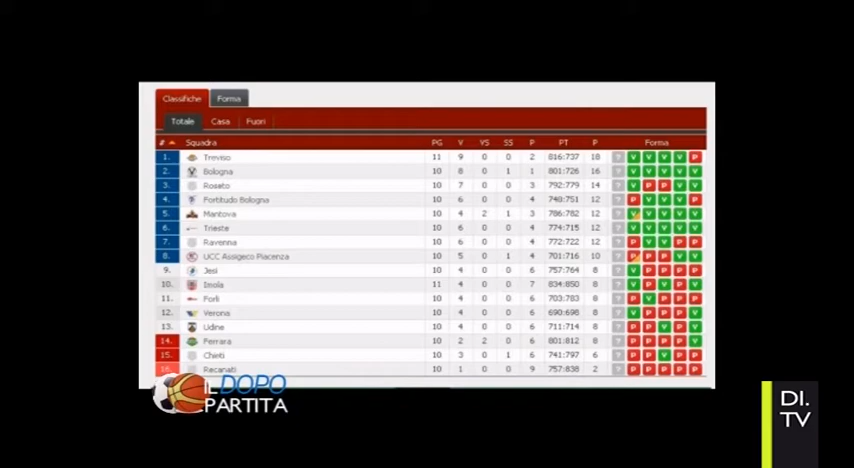 Classifiche Forma
Totale Casa Fuori
# Squadra PG V VS SS P PT P Forma
1. Treviso 11 9 0 0 2 816:737 18 ? V V V V P
2. Bologna 10 8 0 1 1 801:726 16 ? V V V V V
3. Roseto 10 7 0 0 3 792:779 14 ? V P P V V
4. Fortitudo Bologna 10 6 0 0 4 748:751 12 ? P V V V P
5. Mantova 10 4 2 1 3 786:782 12 ? V V V V V
6. Trieste 10 6 0 0 4 774:715 12 ? V V V V V
7. Ravenna 10 6 0 0 4 772:722 12 ? P V V P P
8. UCC Assigeco Piacenza 10 5 0 1 4 701:716 10 ? P P P V V
9. Jesi 10 4 0 0 6 757:764 8 ? V P P P P
10. Imola 11 4 0 0 7 834:850 8 ? V P V P P
11. Forlì 10 4 0 0 6 703:783 8 ? P V P P P
12. Verona 10 4 0 0 6 690:698 8 ? V P P P V
13. Udine 10 4 0 0 6 711:714 8 ? P P V P P
14. Ferrara 10 2 2 0 6 801:812 8 ? P P P P V
15. Chieti 10 3 0 1 6 741:797 6 ? P P V P P
16. Recanati 10 1 0 0 9 757:838 2 ? P P P P P
IL DOPO
PARTITA
DI.
TV